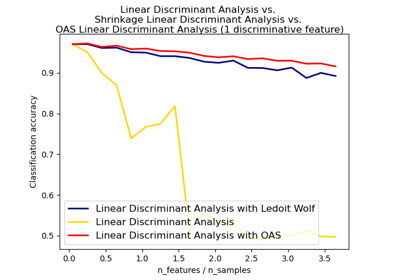 Linear Discriminant Analysis vs.
Shrinkage Linear Discriminant Analysis vs.
OAS Linear Discriminant Analysis (1 discriminative feature)
Classification accuracy
0.9
0.8
0.7
0.6
0.5
Linear Discriminant Analysis with Ledoit Wolf
Linear Discriminant Analysis
Linear Discriminant Analysis with OAS
0.0 0.5 1.0 1.5 2.0 2.5 3.0 3.5
n_features / n_samples